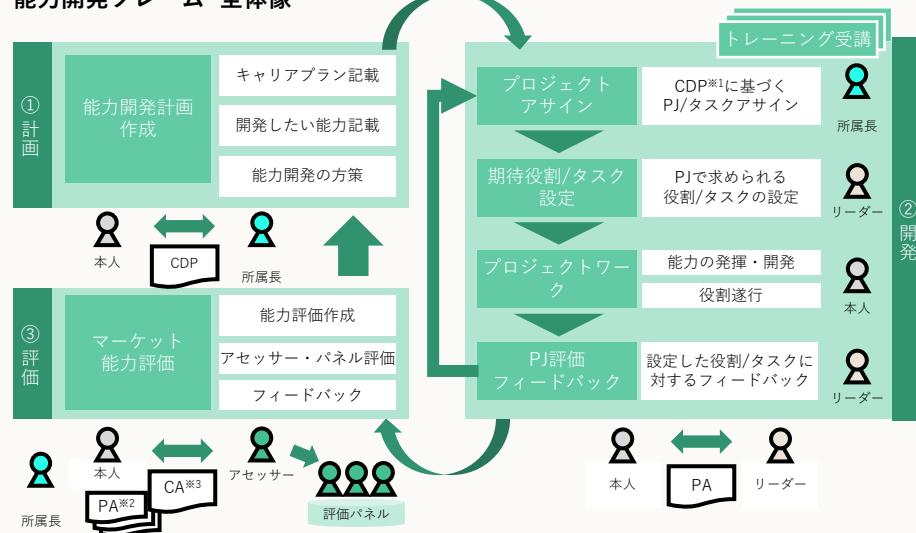 能力開発フレーム 全体像
①計画
能力開発計画
作成
キャリアプラン記載
開発したい能力記載
能力開発の方策
本人
CDP
所属長
③評価
マーケット
能力評価
能力評価作成
アセッサー・パネル評価
フィードバック
所属長
本人
PA※2
CA※3
アセッサー
評価パネル
トレーニング受講
②開発
プロジェクト
アサイン
CDP※1に基づく
PJ/タスクアサイン
所属長
期待役割/タスク
設定
PJで求められる
役割/タスクの設定
リーダー
プロジェクトワー
ク
能力の発揮・開発
役割遂行
本人
PJ評価
フィードバック
設定した役割/タスクに
対するフィードバック
リーダー
本人
PA
リーダー